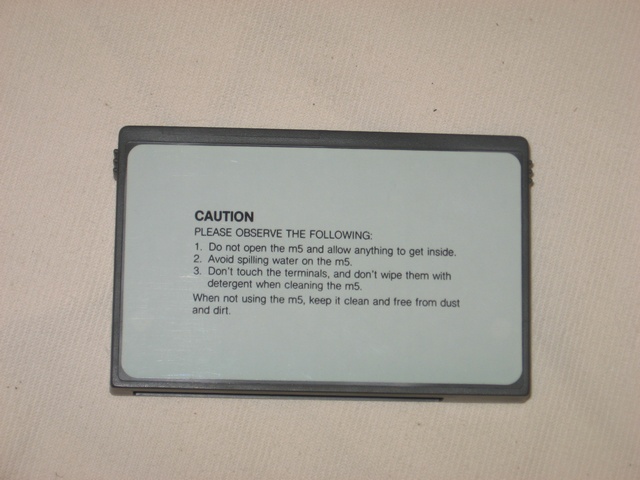 CAUTION
PLEASE OBSERVE THE FOLLOWING:
1. Do not open the m5 and allow anything to get inside.
2. Avoid spilling water on the m5.
3. Don't touch the terminals, and don't wipe them with
detergent when cleaning the m5.
When not using the m5, keep it clean and free from dust
and dirt.